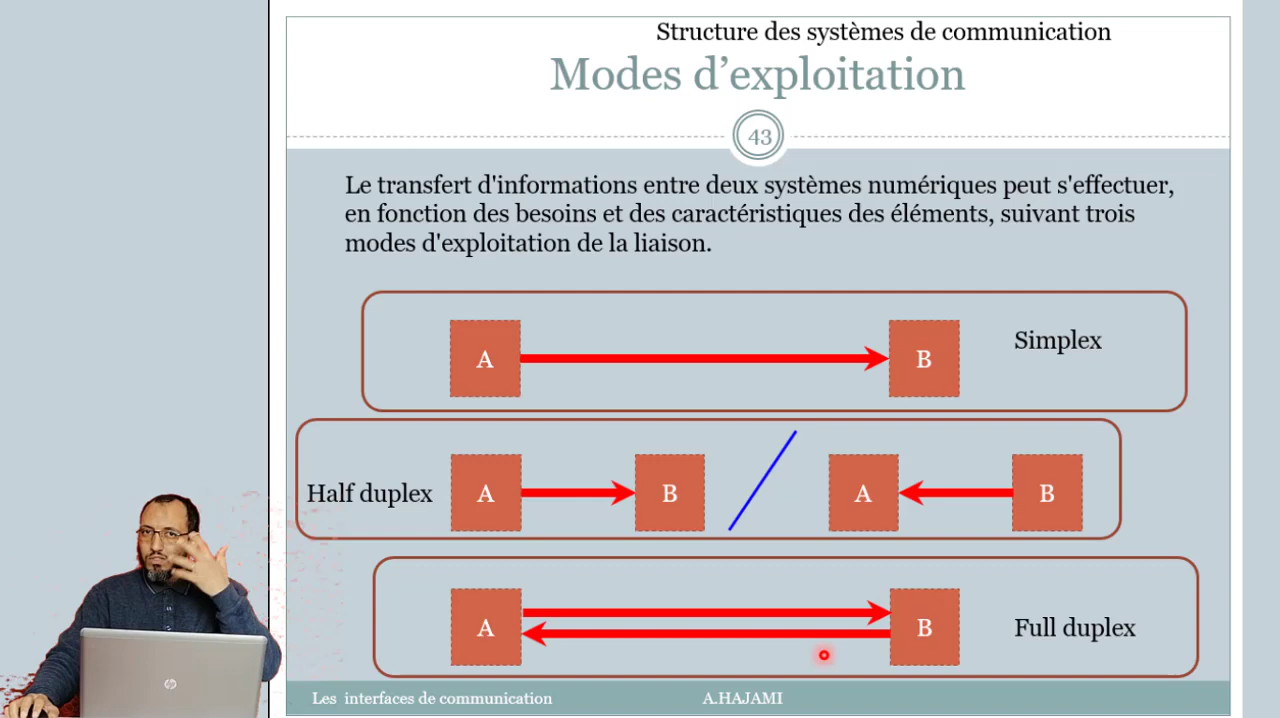 Structure des systèmes de communication
Modes d’exploitation
43
Le transfert d'informations entre deux systèmes numériques peut s'effectuer,
en fonction des besoins et des caractéristiques des éléments, suivant trois
modes d'exploitation de la liaison.
A B Simplex
Half duplex A B A B
A B Full duplex
hp
Les interfaces de communication A.HAJAMI